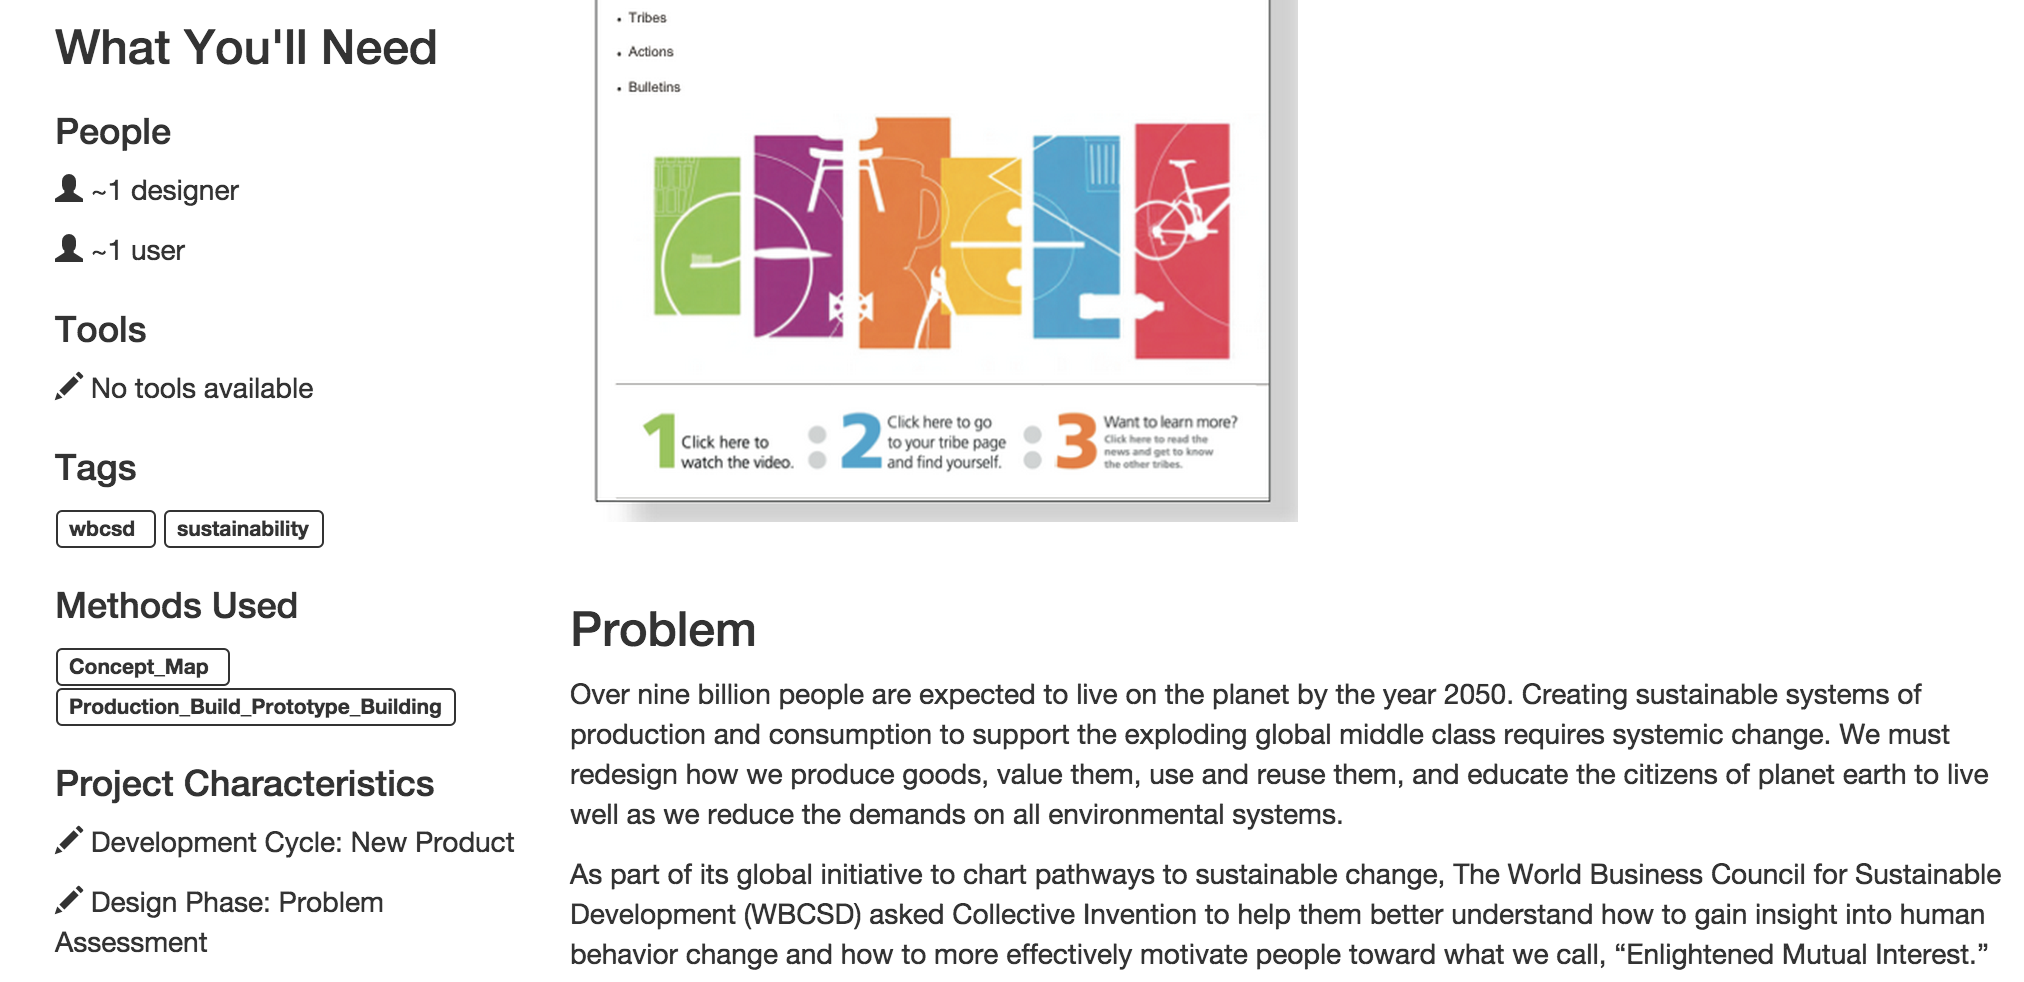 What You'll Need
People
~1 designer
~1 user
Tools
No tools available
Tags
wbcsd
sustainability
Methods Used
Concept_Map
Production_Build_Prototype_Building
Project Characteristics
Development Cycle: New Product
Design Phase: Problem
Assessment
• Tribes
• Actions
• Bulletins
1 Click here to
watch the video.
2 Click here to go
to your tribe page
and find yourself.
3 Want to learn more?
Click here to read the
news and get to know
the other tribes.
Problem
Over nine billion people are expected to live on the planet by the year 2050. Creating sustainable systems of
production and consumption to support the exploding global middle class requires systemic change. We must
redesign how we produce goods, value them, use and reuse them, and educate the citizens of planet earth to live
well as we reduce the demands on all environmental systems.
As part of its global initiative to chart pathways to sustainable change, The World Business Council for Sustainable
Development (WBCSD) asked Collective Invention to help them better understand how to gain insight into human
behavior change and how to more effectively motivate people toward what we call, “Enlightened Mutual Interest.”